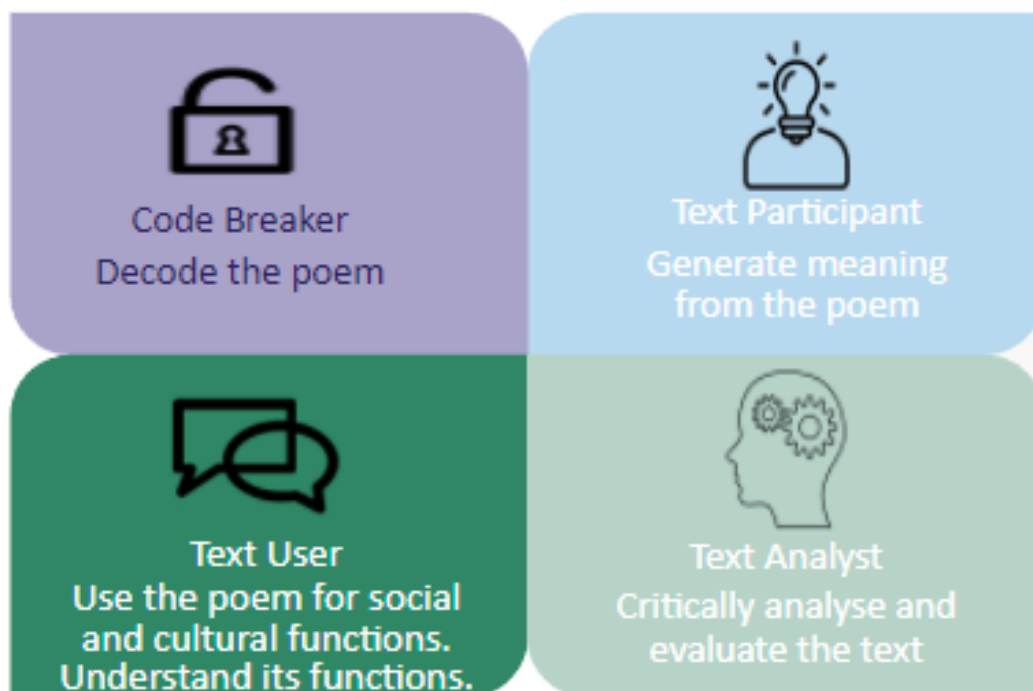 Code Breaker
Decode the poem
Text Participant
Generate meaning
from the poem
Text User
Use the poem for social
and cultural functions.
Understand its functions.
Text Analyst
Critically analyse and
evaluate the text